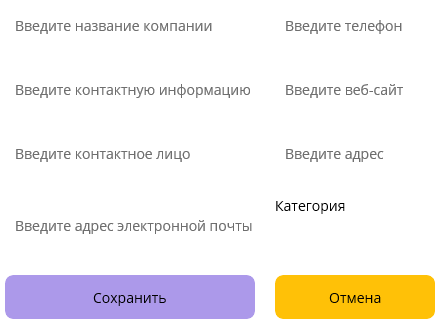 Введите название компании
Введите телефон
Введите контактную информацию
Введите веб-сайт
Введите контактное лицо
Введите адрес
Категория
Введите адрес электронной почты
Сохранить
Отмена